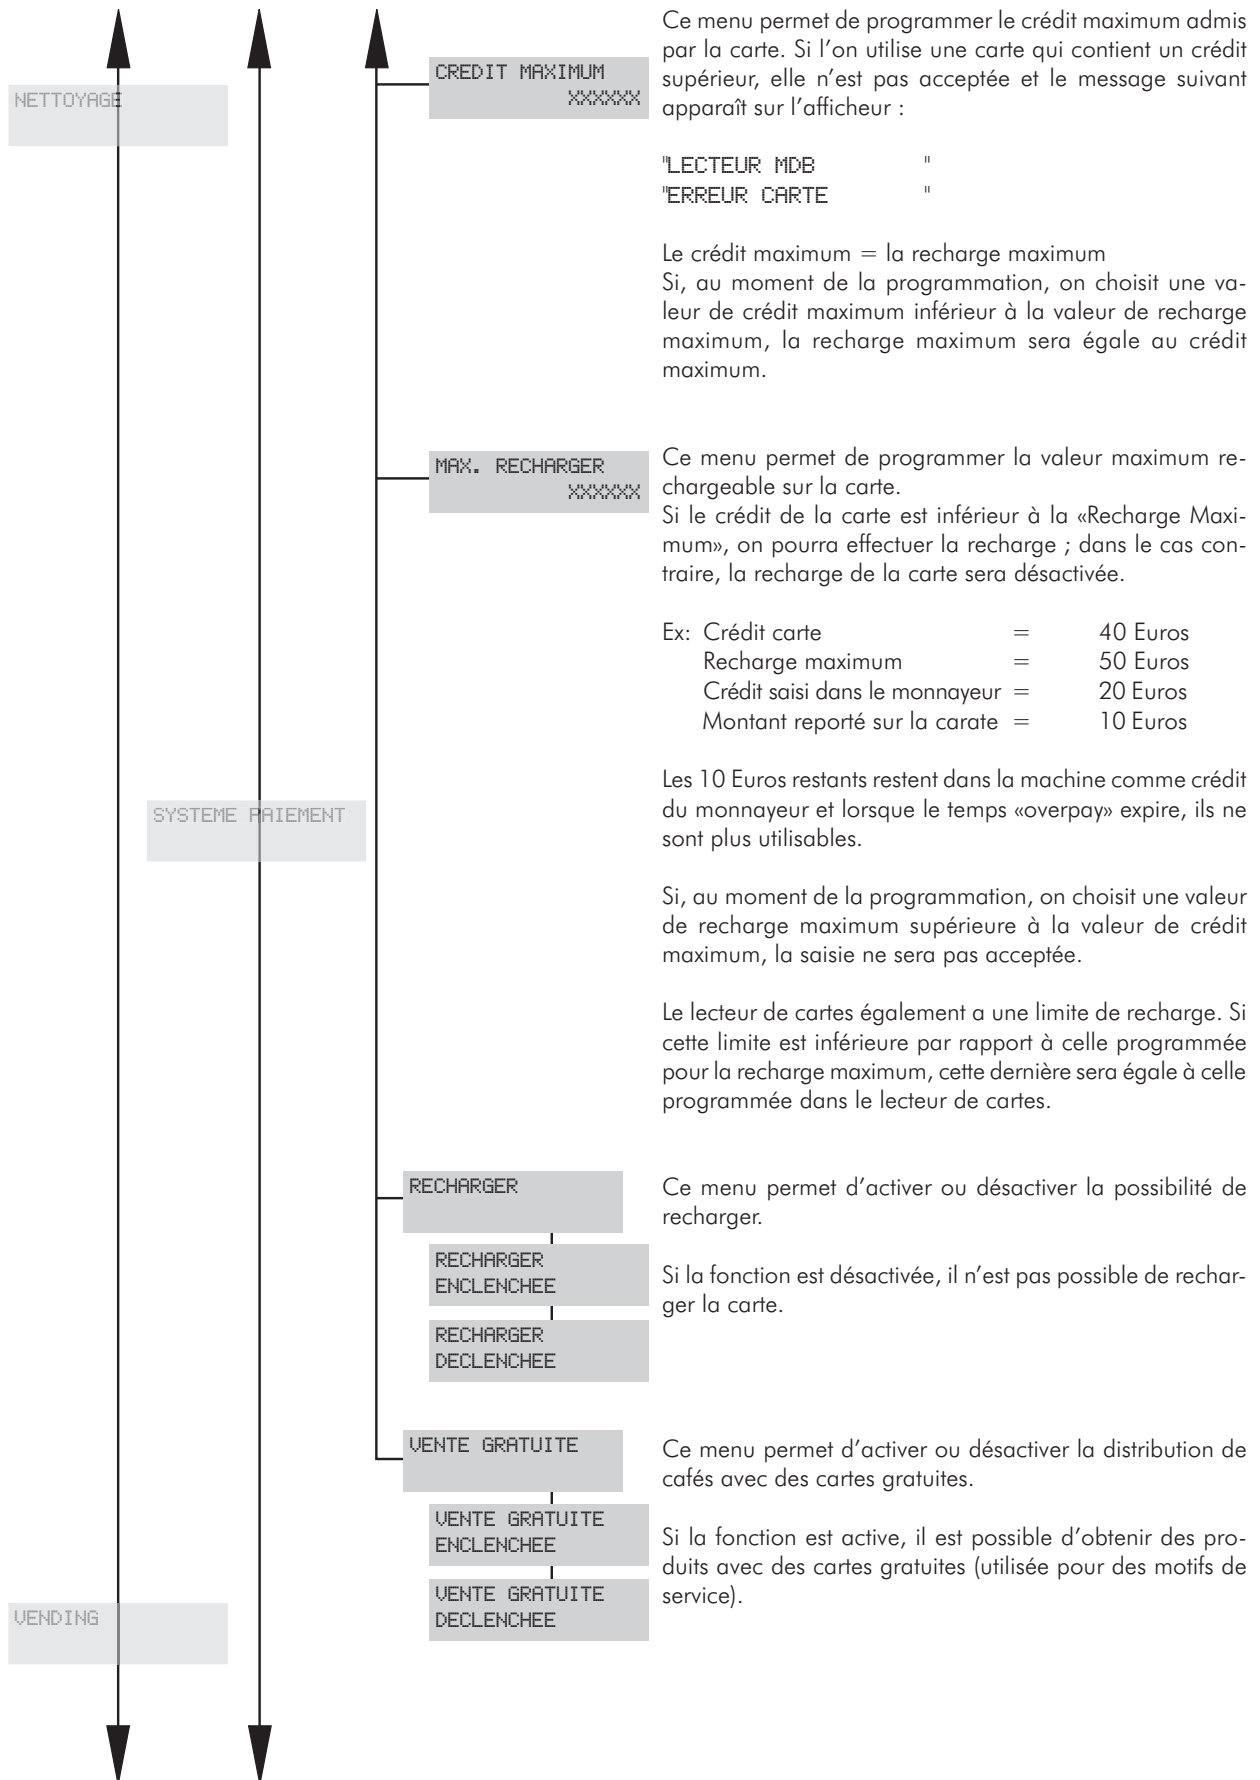 NETTOYAGE
CREDIT MAXIMUM
XXXXXX
Ce menu permet de programmer le crédit maximum admis
par la carte. Si l'on utilise une carte qui contient un crédit
supérieur, elle n'est pas acceptée et le message suivant
apparaît sur l'afficheur :
"LECTEUR MDB "
"ERREUR CARTE "
Le crédit maximum = la recharge maximum
Si, au moment de la programmation, on choisit une va-
leur de crédit maximum inférieur à la valeur de recharge
maximum, la recharge maximum sera égale au crédit
maximum.
MAX. RECHARGER
XXXXXX
Ce menu permet de programmer la valeur maximum re-
chargeable sur la carte.
Si le crédit de la carte est inférieur à la «Recharge Maxi-
mum», on pourra effectuer la recharge ; dans le cas con-
traire, la recharge de la carte sera désactivée.
Ex: Crédit carte = 40 Euros
Recharge maximum = 50 Euros
Crédit saisi dans le monnayeur = 20 Euros
Montant reporté sur la carate = 10 Euros
SYSTEME PAIEMENT
Les 10 Euros restants restent dans la machine comme crédit
du monnayeur et lorsque le temps «overpay» expire, ils ne
sont plus utilisables.
Si, au moment de la programmation, on choisit une valeur
de recharge maximum supérieure à la valeur de crédit
maximum, la saisie ne sera pas acceptée.
Le lecteur de cartes également a une limite de recharge. Si
cette limite est inférieure par rapport à celle programmée
pour la recharge maximum, cette dernière sera égale à celle
programmée dans le lecteur de cartes.
RECHARGER
RECHARGER
ENCLENCHEE
RECHARGER
DECLENCHEE
Ce menu permet d'activer ou désactiver la possibilité de
recharger.
Si la fonction est désactivée, il n'est pas possible de rechar-
ger la carte.
VENTE GRATUITE
VENTE GRATUITE
ENCLENCHEE
VENTE GRATUITE
DECLENCHEE
Ce menu permet d'activer ou désactiver la distribution de
cafés avec des cartes gratuites.
Si la fonction est active, il est possible d'obtenir des pro-
duits avec des cartes gratuites (utilisée pour des motifs de
service).
VENDING